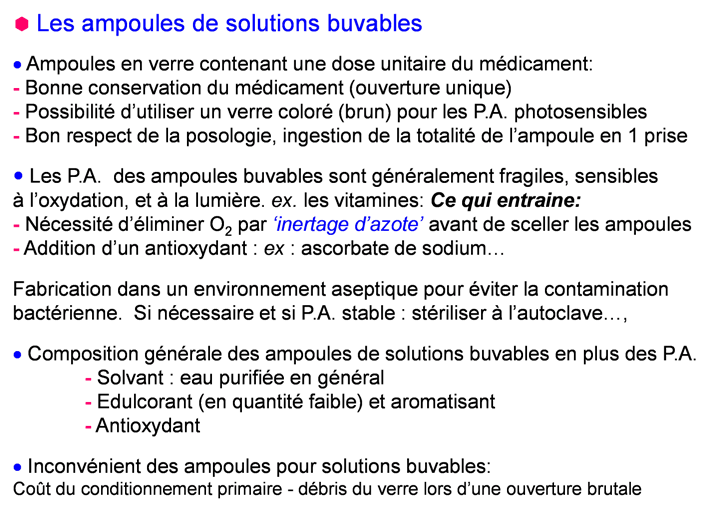 Les ampoules de solutions buvables
• Ampoules en verre contenant une dose unitaire du médicament:
- Bonne conservation du médicament (ouverture unique)
- Possibilité d'utiliser un verre coloré (brun) pour les P.A. photosensibles
- Bon respect de la posologie, ingestion de la totalité de l'ampoule en 1 prise
• Les P.A. des ampoules buvables sont généralement fragiles, sensibles
à l'oxydation, et à la lumière. ex. les vitamines: Ce qui entraine:
- Nécessité d'éliminer O₂ par 'inertage d'azote' avant de sceller les ampoules
- Addition d'un antioxydant : ex : ascorbate de sodium…
Fabrication dans un environnement aseptique pour éviter la contamination
bactérienne. Si nécessaire et si P.A. stable : stériliser à l'autoclave…,
• Composition générale des ampoules de solutions buvables en plus des P.A.
- Solvant : eau purifiée en général
- Edulcorant (en quantité faible) et aromatisant
- Antioxydant
• Inconvénient des ampoules pour solutions buvables:
Coût du conditionnement primaire - débris du verre lors d'une ouverture brutale